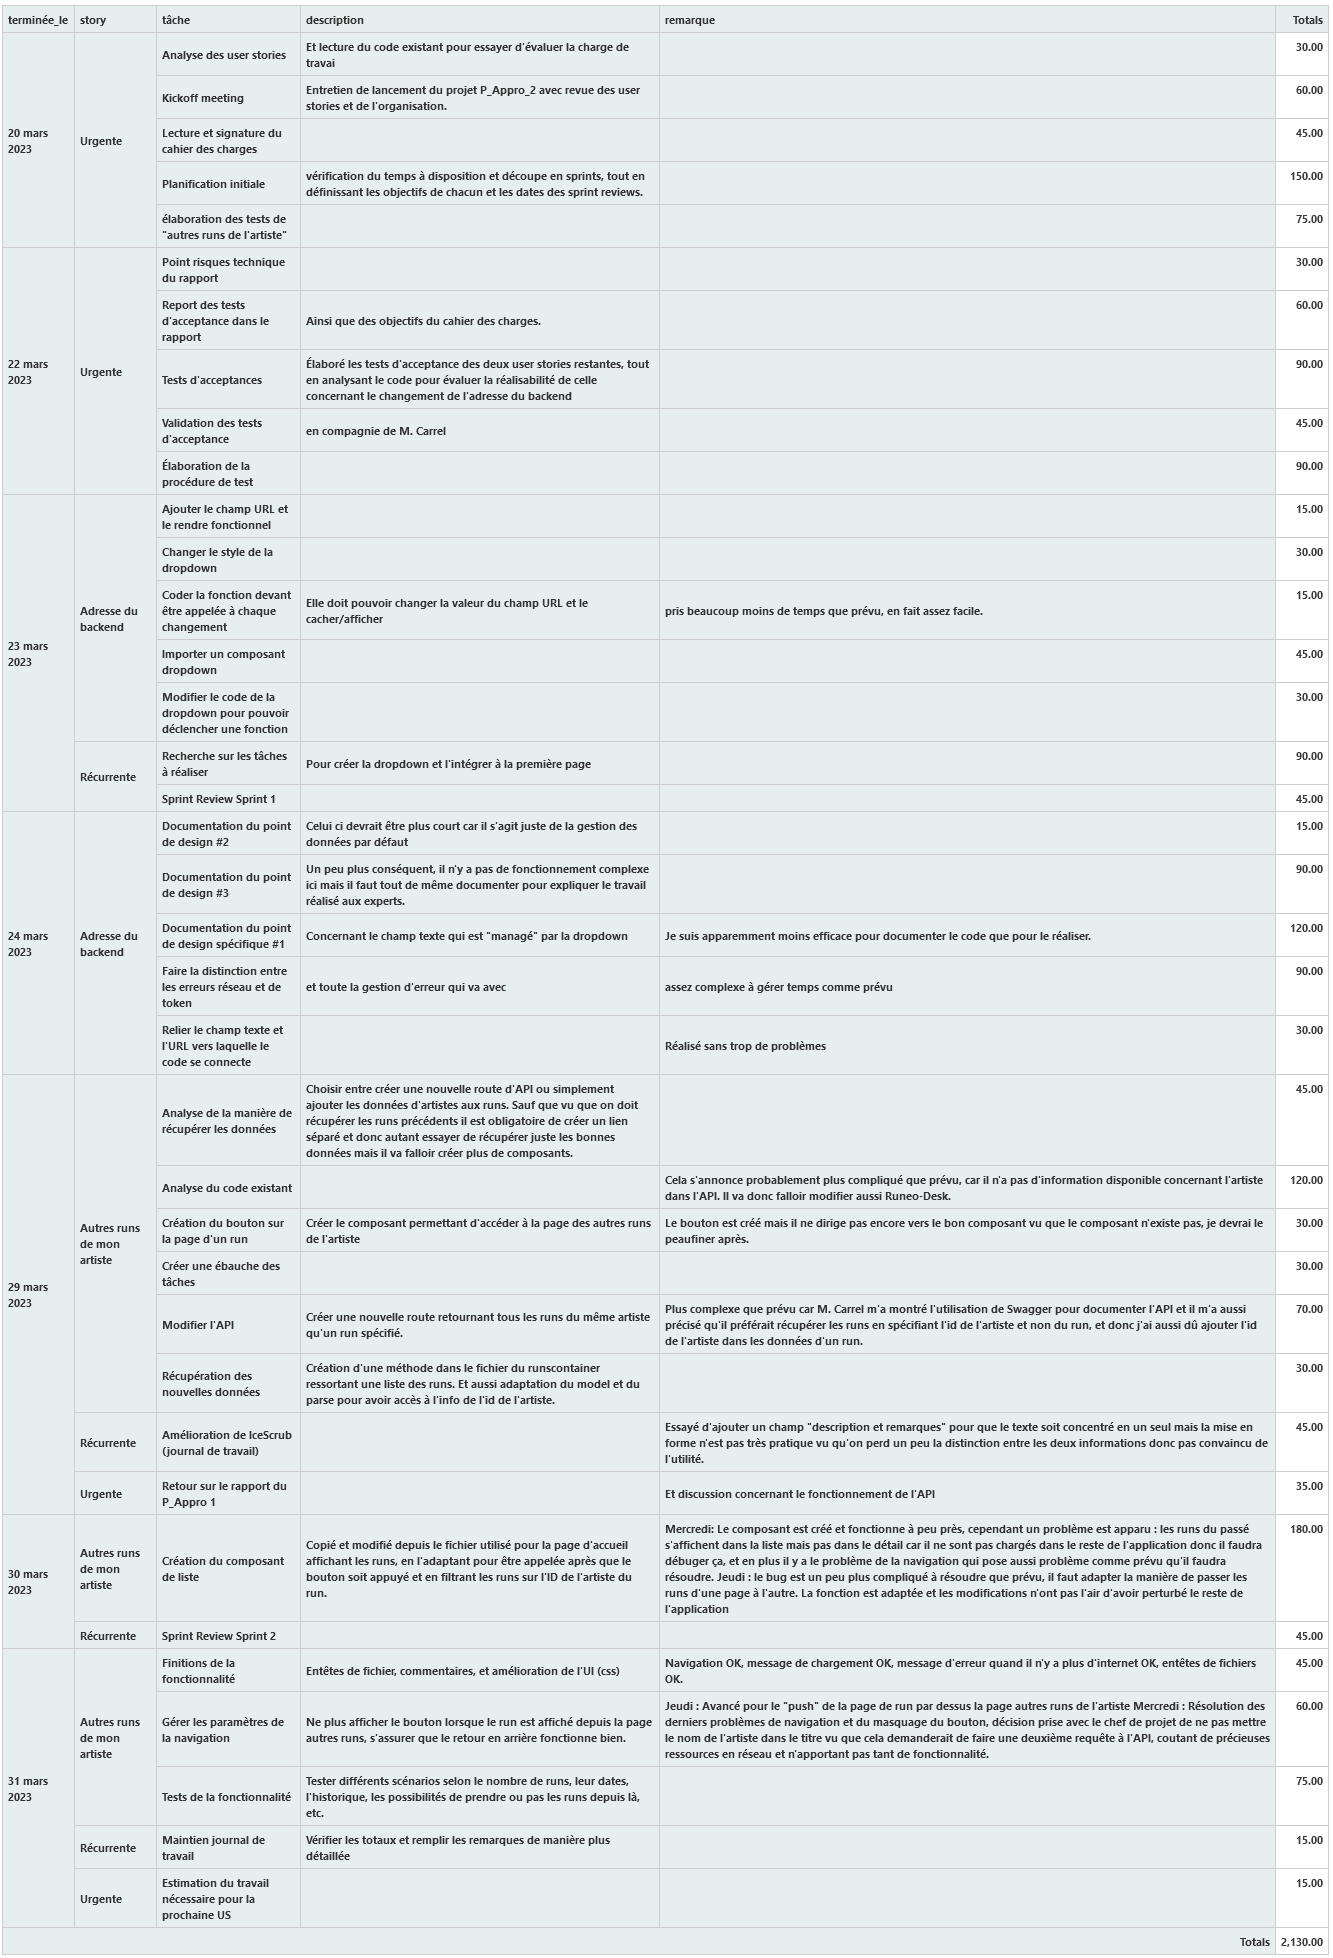 terminée_le story tâche description remarque Totals
20 mars
2023
Urgente
Analyse des user stories
Et lecture du code existant pour essayer d'évaluer la charge de
travai
30.00
Kickoff meeting
Entretien de lancement du projet P_Appro_2 avec revue des user
stories et de l'organisation.
60.00
Lecture et signature du
cahier des charges
45.00
Planification initiale
vérification du temps à disposition et découpe en sprints, tout en
définissant les objectifs de chacun et les dates des sprint reviews.
150.00
élaboration des tests de
"autres runs de l'artiste"
75.00
22 mars
2023
Urgente
Point risques technique
du rapport
30.00
Report des tests
d'acceptance dans le
rapport
Ainsi que des objectifs du cahier des charges.
60.00
Tests d'acceptances
Élaboré les tests d'acceptance des deux user stories restantes, tout
en analysant le code pour évaluer la réalisabilité de celle
concernant le changement de l'adresse du backend
90.00
Validation des tests
d'acceptance
en compagnie de M. Carrel
45.00
Élaboration de la
procédure de test
90.00
23 mars
2023
Adresse du
backend
Ajouter le champ URL et
le rendre fonctionnel
15.00
Changer le style de la
dropdown
30.00
Coder la fonction devant
être appelée à chaque
changement
Elle doit pouvoir changer la valeur du champ URL et le
cacher/afficher
pris beaucoup moins de temps que prévu, en fait assez facile.
15.00
Importer un composant
dropdown
45.00
Modifier le code de la
dropdown pour pouvoir
déclencher une fonction
30.00
Récurrente
Recherche sur les tâches
à réaliser
Pour créer la dropdown et l'intégrer à la première page
90.00
Sprint Review Sprint 1
45.00
24 mars
2023
Adresse du
backend
Documentation du point
de design #2
Celui ci devrait être plus court car il s'agit juste de la gestion des
données par défaut
15.00
Documentation du point
de design #3
Un peu plus conséquent, il n'y a pas de fonctionnement complexe
ici mais il faut tout de même documenter pour expliquer le travail
réalisé aux experts.
90.00
Documentation du point
de design spécifique #1
Concernant le champ texte qui est "managé" par la dropdown
Je suis apparemment moins efficace pour documenter le code que pour le réaliser.
120.00
Faire la distinction entre
les erreurs réseau et de
token
et toute la gestion d'erreur qui va avec
assez complexe à gérer temps comme prévu
90.00
Relier le champ texte et
l'URL vers laquelle le
code se connecte
Réalisé sans trop de problèmes
30.00
29 mars
2023
Autres runs
de mon
artiste
Analyse de la manière de
récupérer les données
Choisir entre créer une nouvelle route d'API ou simplement
ajouter les données d'artistes aux runs. Sauf que vu que on doit
récupérer les runs précédents il est obligatoire de créer un lien
séparé et donc autant essayer de récupérer juste les bonnes
données mais il va falloir créer plus de composants.
45.00
Analyse du code existant
Cela s'annonce probablement plus compliqué que prévu, car il n'a pas d'information disponible concernant l'artiste
dans l'API. Il va donc falloir modifier aussi Runeo-Desk.
120.00
Création du bouton sur
la page d'un run
Créer le composant permettant d'accéder à la page des autres runs
de l'artiste
Le bouton est créé mais il ne dirige pas encore vers le bon composant vu que le composant n'existe pas, je devrai le
peaufiner après.
30.00
Créer une ébauche des
tâches
30.00
Modifier l'API
Créer une nouvelle route retournant tous les runs du même artiste
qu'un run spécifié.
Plus complexe que prévu car M. Carrel m'a montré l'utilisation de Swagger pour documenter l'API et il m'a aussi
précisé qu'il préférait récupérer les runs en spécifiant l'id de l'artiste et non du run, et donc j'ai aussi dû ajouter l'id
de l'artiste dans les données d'un run.
70.00
Récupération des
nouvelles données
Création d'une méthode dans le fichier du runscontainer
ressortant une liste des runs. Et aussi adaptation du model et du
parse pour avoir accès à l'info de l'id de l'artiste.
30.00
Récurrente
Amélioration de IceScrub
(journal de travail)
Essayé d'ajouter un champ "description et remarques" pour que le texte soit concentré en un seul mais la mise en
forme n'est pas très pratique vu qu'on perd un peu la distinction entre les deux informations donc pas convaincu de
l'utilité.
45.00
Urgente
Retour sur le rapport du
P_Appro 1
Et discussion concernant le fonctionnement de l'API
35.00
30 mars
2023
Autres runs
de mon
artiste
Création du composant
de liste
Copié et modifié depuis le fichier utilisé pour la page d'accueil
affichant les runs, en l'adaptant pour être appelée après que le
bouton soit appuyé et en filtrant les runs sur l'ID de l'artiste du
run.
Mercredi: Le composant est créé et fonctionne à peu près, cependant un problème est apparu : les runs du passé
s'affichent dans la liste mais pas dans le détail car il ne sont pas chargés dans le reste de l'application donc il faudra
débuger ça, et en plus il y a le problème de la navigation qui pose aussi problème comme prévu qu'il faudra
résoudre. Jeudi : le bug est un peu plus compliqué à résoudre que prévu, il faut adapter la manière de passer les
runs d'une page à l'autre. La fonction est adaptée et les modifications n'ont pas l'air d'avoir perturbé le reste de
l'application
180.00
Récurrente
Sprint Review Sprint 2
45.00
31 mars
2023
Autres runs
de mon
artiste
Finitions de la
fonctionnalité
Entêtes de fichier, commentaires, et amélioration de l'UI (css)
Navigation OK, message de chargement OK, message d'erreur quand il n'y a plus d'internet OK, entêtes de fichiers
OK.
45.00
Gérer les paramètres de
la navigation
Ne plus afficher le bouton lorsque le run est affiché depuis la page
autres runs, s'assurer que le retour en arrière fonctionne bien.
Jeudi : Avancé pour le "push" de la page de run par dessus la page autres runs de l'artiste Mercredi : Résolution des
derniers problèmes de navigation et du masquage du bouton, décision prise avec le chef de projet de ne pas mettre
le nom de l'artiste dans le titre vu que cela demanderait de faire une deuxième requête à l'API, coutant de précieuses
ressources en réseau et n'apportant pas tant de fonctionnalité.
60.00
Tests de la fonctionnalité
Tester différents scénarios selon le nombre de runs, leur dates,
l'historique, les possibilités de prendre ou pas les runs depuis là,
etc.
75.00
Récurrente
Maintien journal de
travail
Vérifier les totaux et remplir les remarques de manière plus
détaillée
15.00
Urgente
Estimation du travail
nécessaire pour la
prochaine US
15.00
Totals 2,130.00